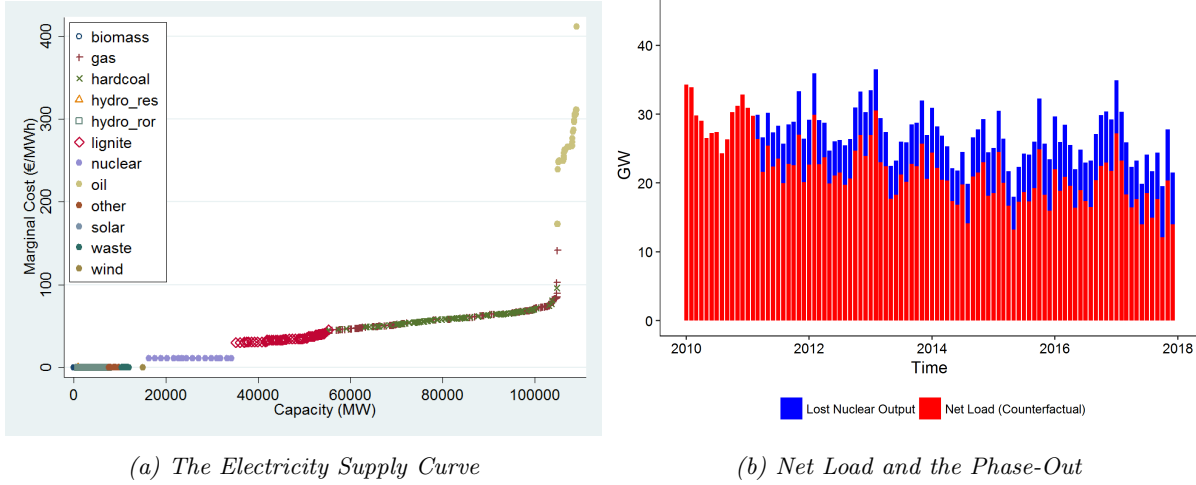 Marginal Cost (€/MWh)
400
300
200
100
0
biomass
gas
hardcoal
hydro_res
hydro_ror
lignite
nuclear
oil
other
solar
waste
wind
0
20000
40000
60000
80000
100000
Capacity (MW)
(a) The Electricity Supply Curve
GW
40
30
20
10
0
2010
2012
2014
2016
2018
Time
Lost Nuclear Output
Net Load (Counterfactual)
(b) Net Load and the Phase-Out